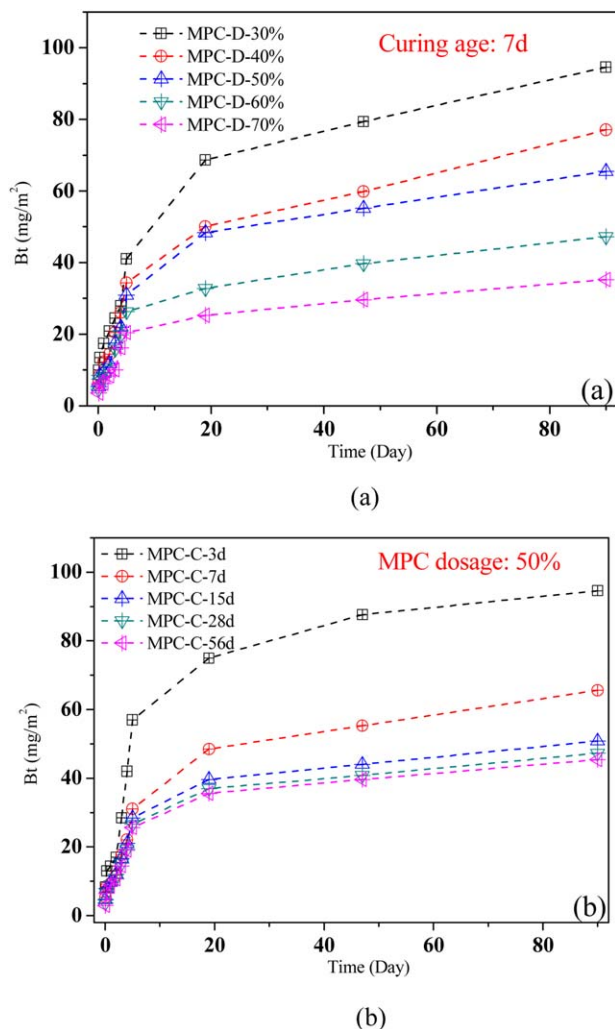 MPC-D-30%
MPC-D-40%
MPC-D-50%
MPC-D-60%
MPC-D-70%
Curing age: 7d
100
80
60
40
20
0
Bt (mg/m²)
0 20 40 60 80
Time (Day)
(a)
(a)
MPC-C-3d
MPC-C-7d
MPC-C-15d
MPC-C-28d
MPC-C-56d
MPC dosage: 50%
100
80
60
40
20
0
Bt (mg/m²)
0 20 40 60 80
Time (Day)
(b)
(b)